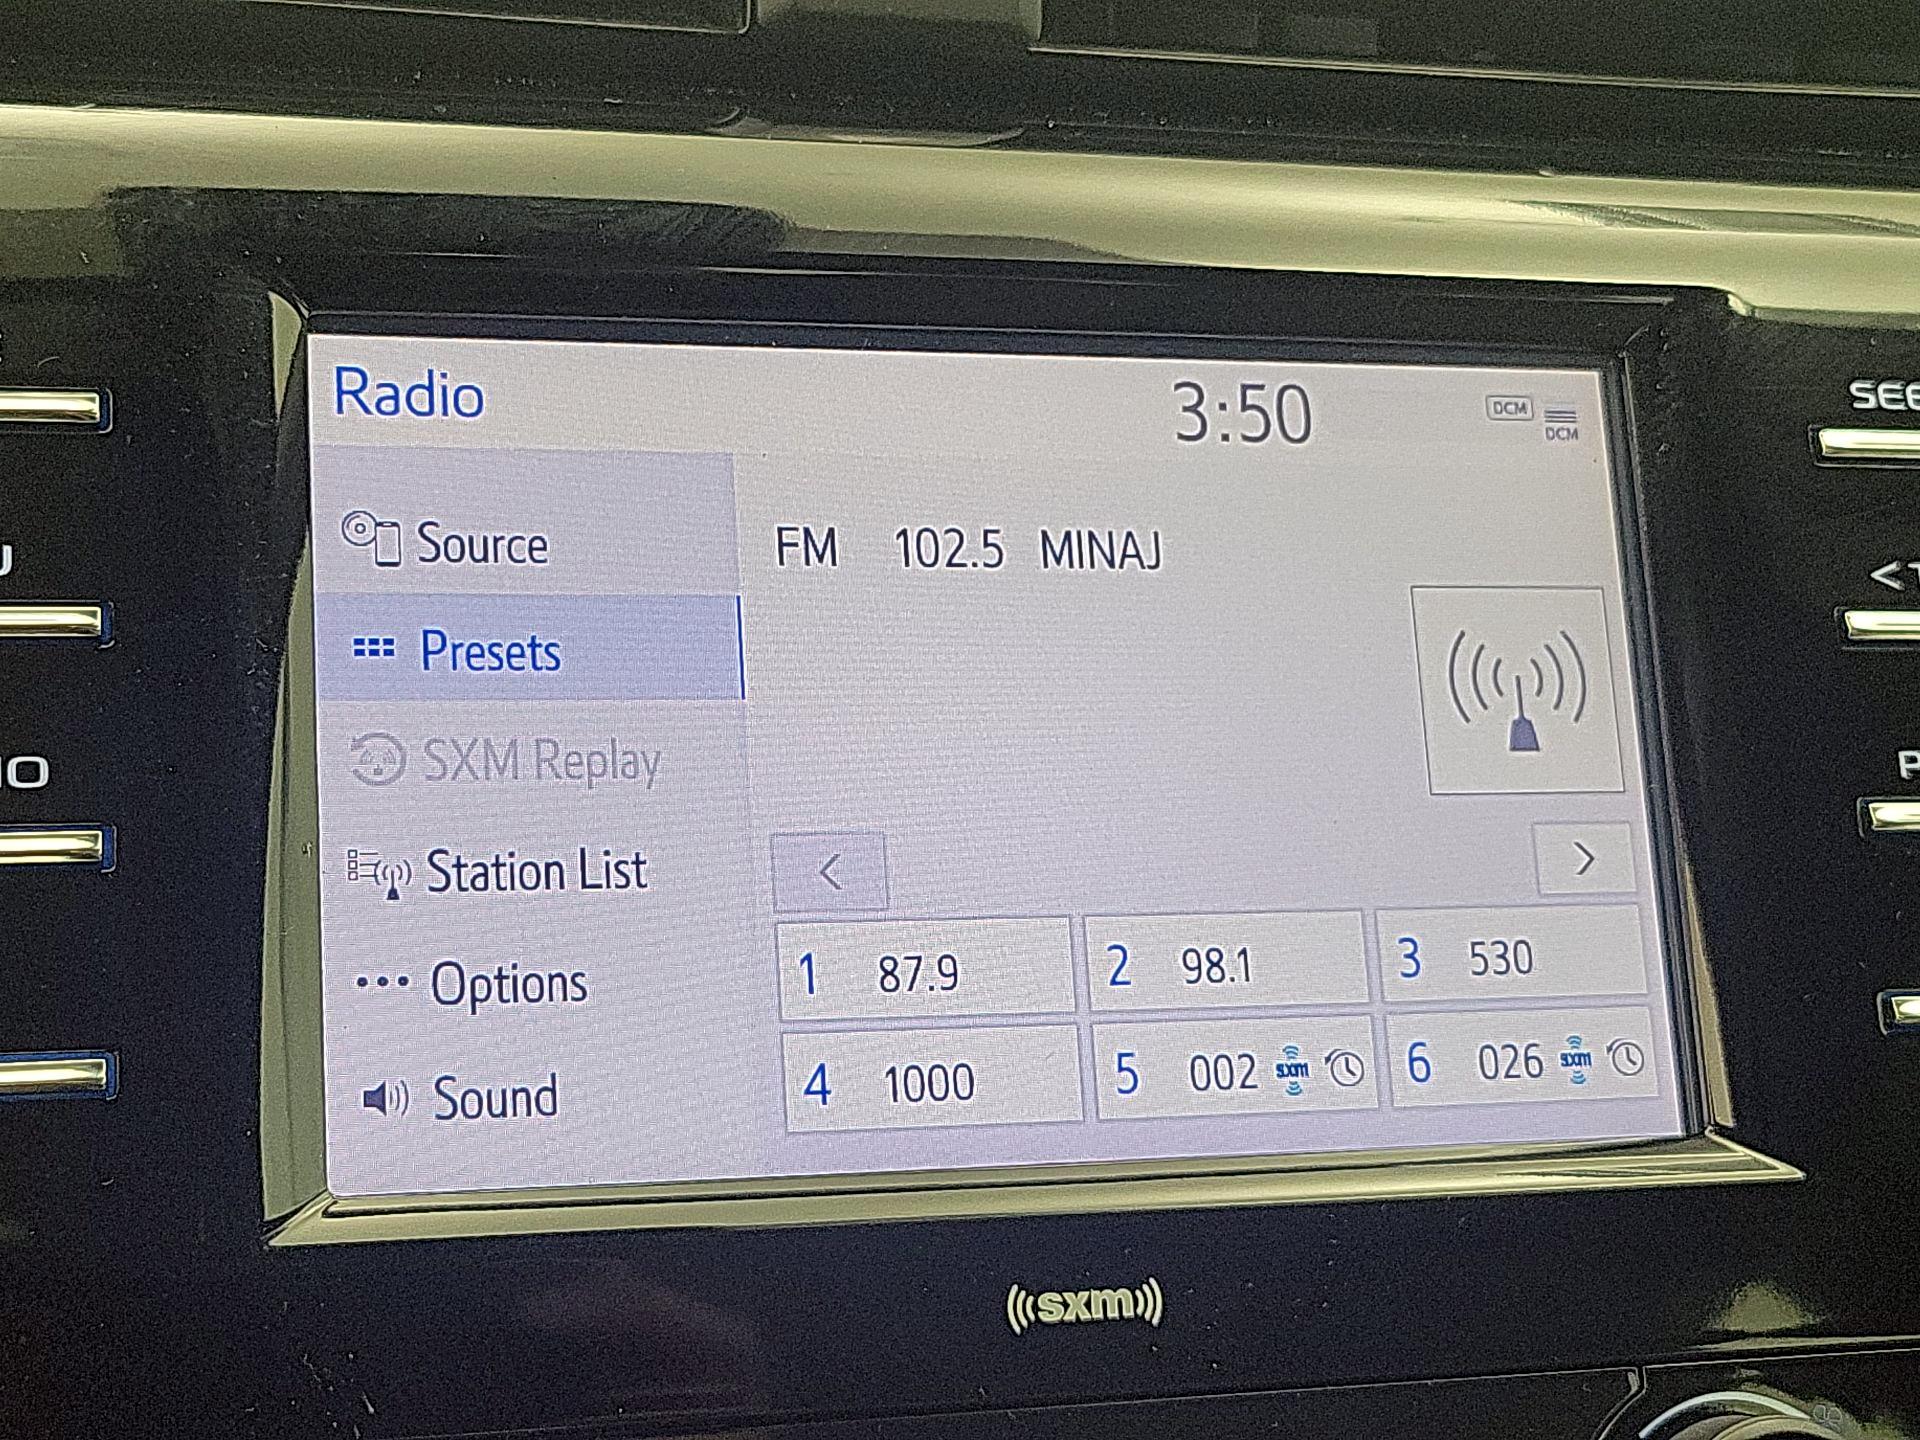 Radio 3:50 DCM DCM
Source
Presets
SXM Replay
Station List
Options
Sound
FM 102.5 MINAJ
<
>
1 87.9 2 98.1 3 530
4 1000 5 002 sxm 6 026 sxm
sxm
SEE
<T
P
IO